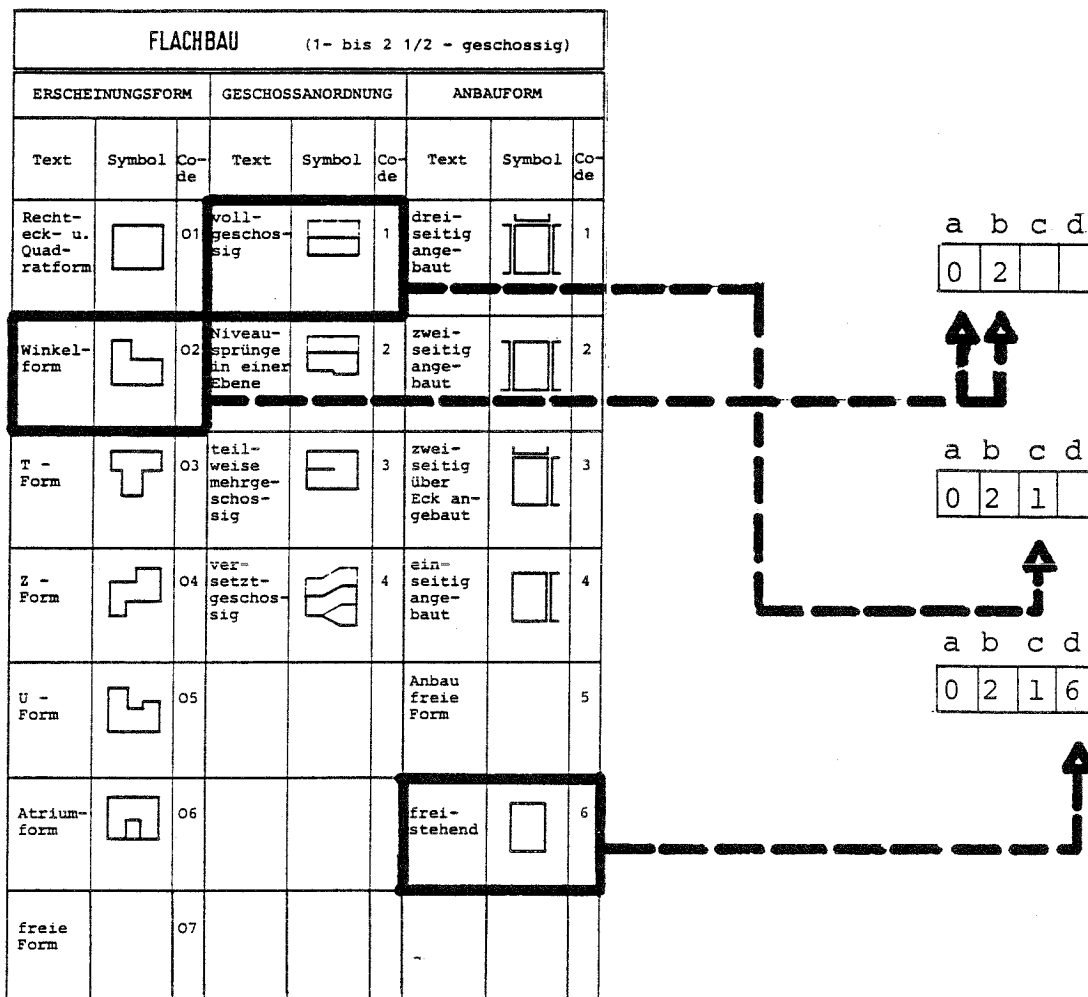 FLACHBAU (1- bis 2 1/2 - geschossig)
ERSCHEINUNGSFORM GESCHOSSANORDNUNG ANBAUFORM
Text Symbol Co-
de
Text Symbol Co-
de
Text Symbol Co-
de
Recht-
eck- u.
Quad-
ratform
01
voll-
geschos-
sig
1
drei-
seitig
ange-
baut
1
Winkel-
form
02
Niveau-
sprünge
in einer
Ebene
2
zwei-
seitig
ange-
baut
2
T -
Form
03
teil-
weise
mehrge-
schos-
sig
3
zwei-
seitig
über
Eck an-
gebaut
3
Z -
Form
04
ver-
setzt-
geschos-
sig
4
ein-
seitig
ange-
baut
4
U -
Form
05
Anbau
freie
Form
5
Atrium-
form
06
frei-
stehend
6
freie
Form
07
a b c d
0 2
a b c d
0 2 1
a b c d
0 2 1 6